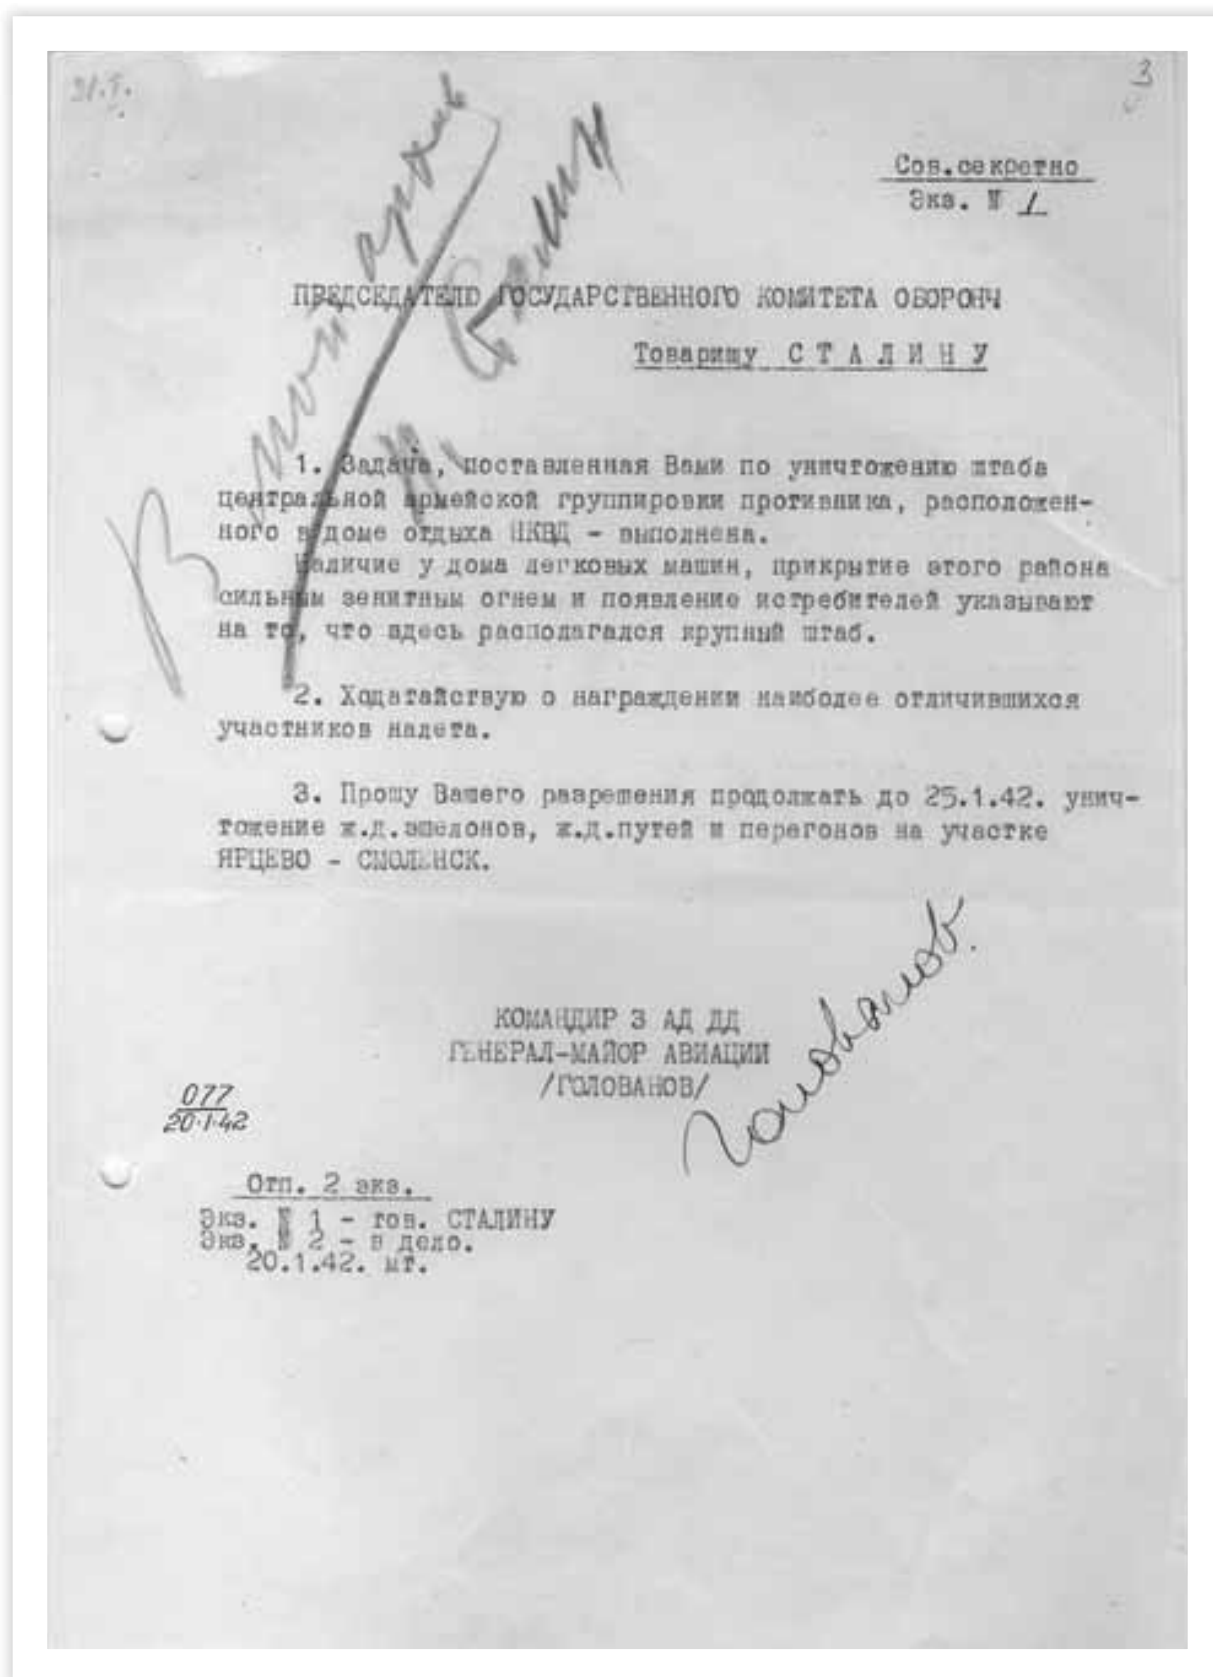 3
Сов.секретно
Экз. № 1
ПРЕДСЕДАТЕЛЮ ГОСУДАРСТВЕННОГО КОМИТЕТА ОБОРОНЧ
Товарищу С Т А Л И Н У
В мой архив
И. Сталин
1. Задача, поставленная Вами по уничтожению штаба
центральной армейской группировки противника, расположен-
ного в доме отдыха НКВД - выполнена.
Наличие у дома легковых машин, прикрытие этого района
сильным зенитным огнем и появление истребителей указывают
на то, что здесь располагался крупный штаб.
2. Ходатайствую о награждении наиболее отличившихся
участников налета.
3. Прошу Вашего разрешения продолжать до 25.1.42. унич-
тожение ж.д.эшелонов, ж.д.путей и перегонов на участке
ЯРЦЕВО - СМОЛЕНСК.
КОМАНДИР 3 АД ДД
ГЕНЕРАЛ-МАЙОР АВИАЦИИ
/ГОЛОВАНОВ/
Голованов.
077
20.1.42
Отп. 2 экз.
Экз. № 1 - тов. СТАЛИНУ
Экз. № 2 - в дело.
20.1.42. мт.